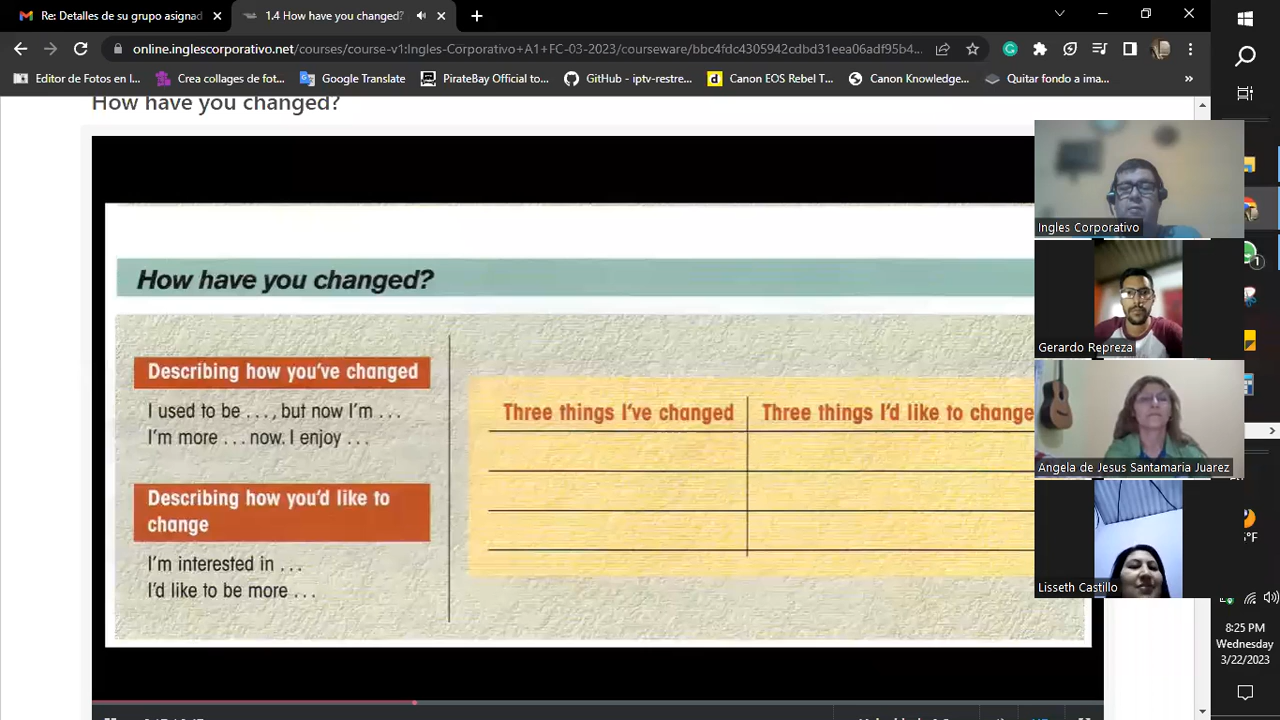 Re: Detalles de su grupo asignad
1.4 How have you changed?
online.inglescorporativo.net/courses/course-v1:Ingles-Corporativo+A1+FC-03-2023/courseware/bbc4fdc4305942cdbd31eea06adf95b4...
Editor de Fotos en l...
Crea collages de fot...
Google Translate
PirateBay Official to...
GitHub - iptv-restre...
Canon EOS Rebel T...
Canon Knowledge...
Quitar fondo a ima...
»
How have you changed?
How have you changed?
Describing how you've changed
I used to be . . . , but now I'm . . .
I'm more . . . now. I enjoy . . .
Describing how you'd like to
change
I'm interested in . . .
I'd like to be more . . .
Three things I've changed
Three things I'd like to change
Ingles Corporativo
Gerardo Repreza
Angela de Jesus Santamaria Juarez
Lisseth Castillo
1
8:25 PM
Wednesday
3/22/2023